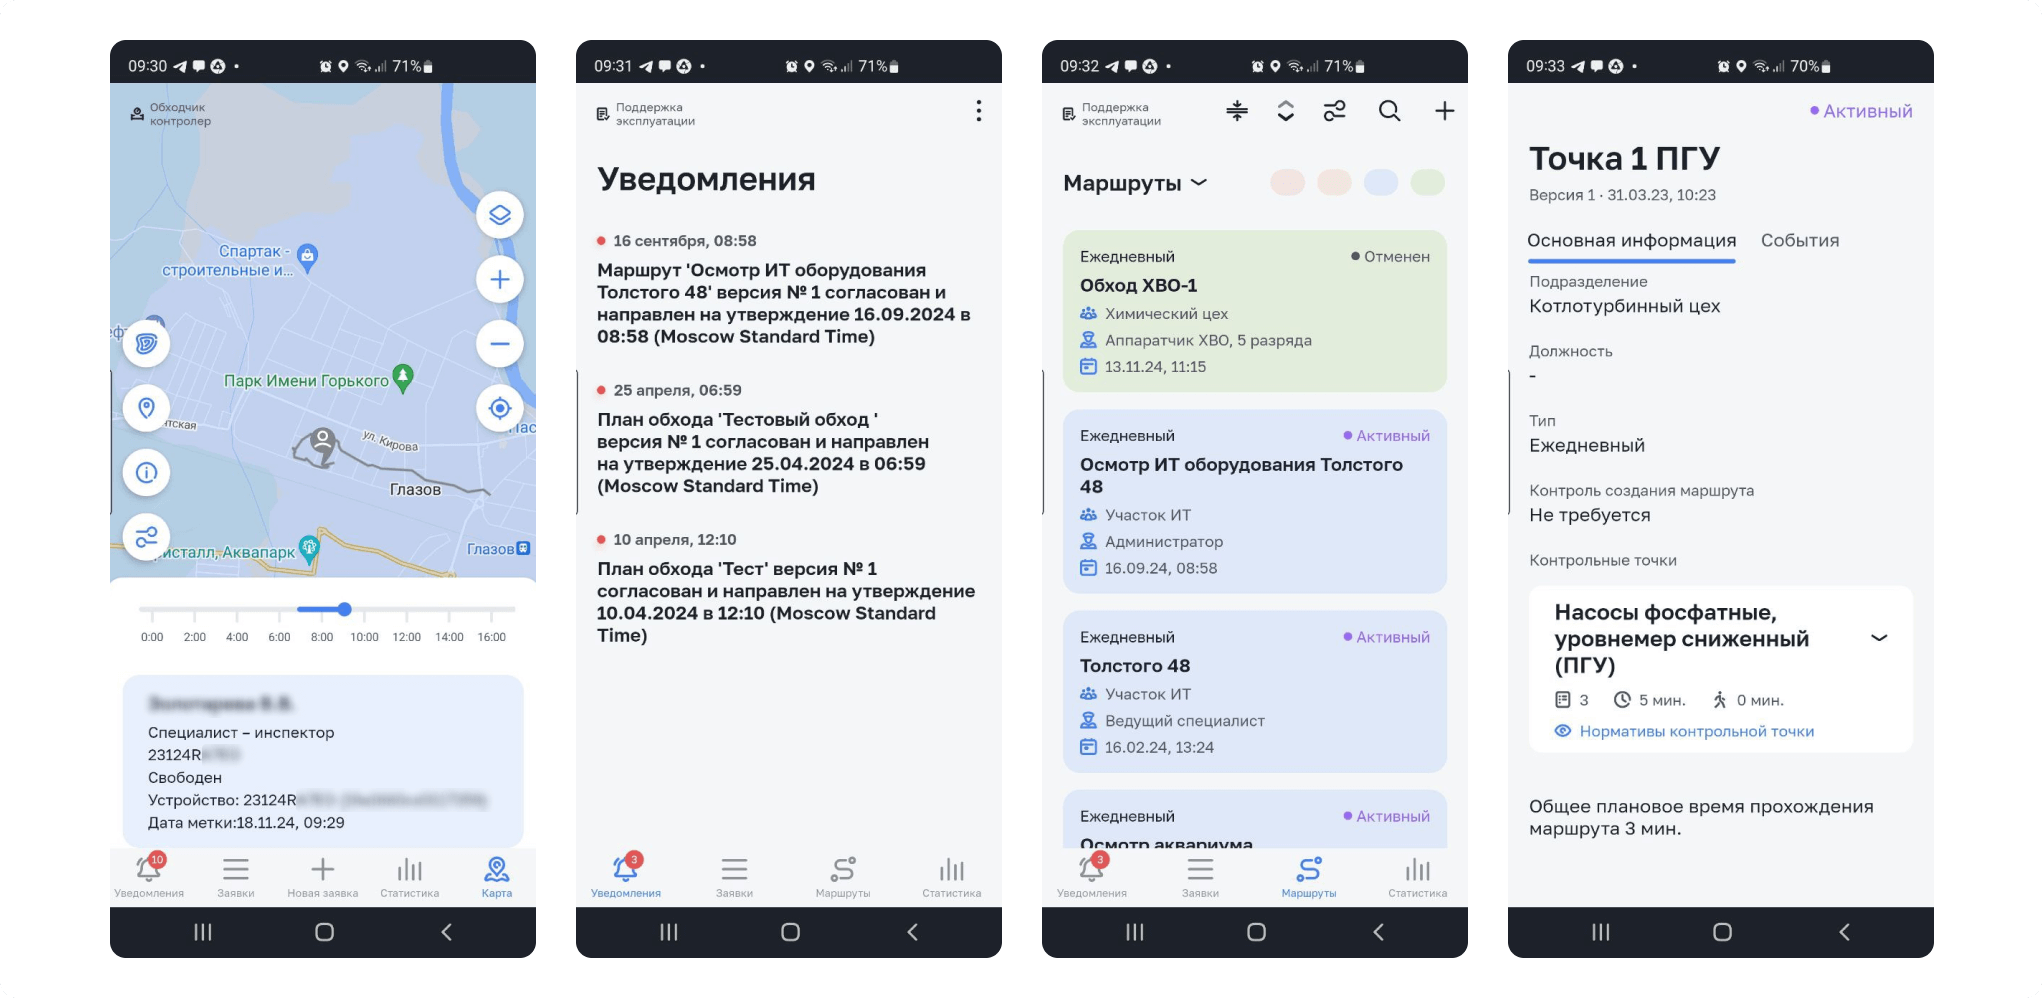 09:30
71%
Обходчик
контролер
Спартак -
строительные и...
Парк Имени Горького
тская
ул. Кирова
Глазов
ристалл, Аквапарк
Глазов
0:00 2:00 4:00 6:00 8:00 10:00 12:00 14:00 16:00
Специалист – инспектор
23124R
Свободен
Устройство: 23124R
Дата метки:18.11.24, 09:29
10
Уведомления Заявки Новая заявка Статистика Карта
09:31
71%
Поддержка
эксплуатации
Уведомления
16 сентября, 08:58
Маршрут 'Осмотр ИТ оборудования
Толстого 48' версия № 1 согласован и
направлен на утверждение 16.09.2024 в
08:58 (Moscow Standard Time)
25 апреля, 06:59
План обхода 'Тестовый обход '
версия № 1 согласован и направлен
на утверждение 25.04.2024 в 06:59
(Moscow Standard Time)
10 апреля, 12:10
План обхода 'Тест' версия № 1
согласован и направлен на утверждение
10.04.2024 в 12:10 (Moscow Standard
Time)
3
Уведомления Заявки Маршруты Статистика
09:32
71%
Поддержка
эксплуатации
Маршруты
Ежедневный Отменен
Обход ХВО-1
Химический цех
Аппаратчик ХВО, 5 разряда
13.11.24, 11:15
Ежедневный Активный
Осмотр ИТ оборудования Толстого
48
Участок ИТ
Администратор
16.09.24, 08:58
Ежедневный Активный
Толстого 48
Участок ИТ
Ведущий специалист
16.02.24, 13:24
Ежедневный Активный
Осмотр аквариума
3
Уведомления Заявки Маршруты Статистика
09:33
70%
Активный
Точка 1 ПГУ
Версия 1 · 31.03.23, 10:23
Основная информация События
Подразделение
Котлотурбинный цех
Должность
-
Тип
Ежедневный
Контроль создания маршрута
Не требуется
Контрольные точки
Насосы фосфатные,
уровнемер сниженный
(ПГУ)
3 5 мин. 0 мин.
Нормативы контрольной точки
Общее плановое время прохождения
маршрута 3 мин.